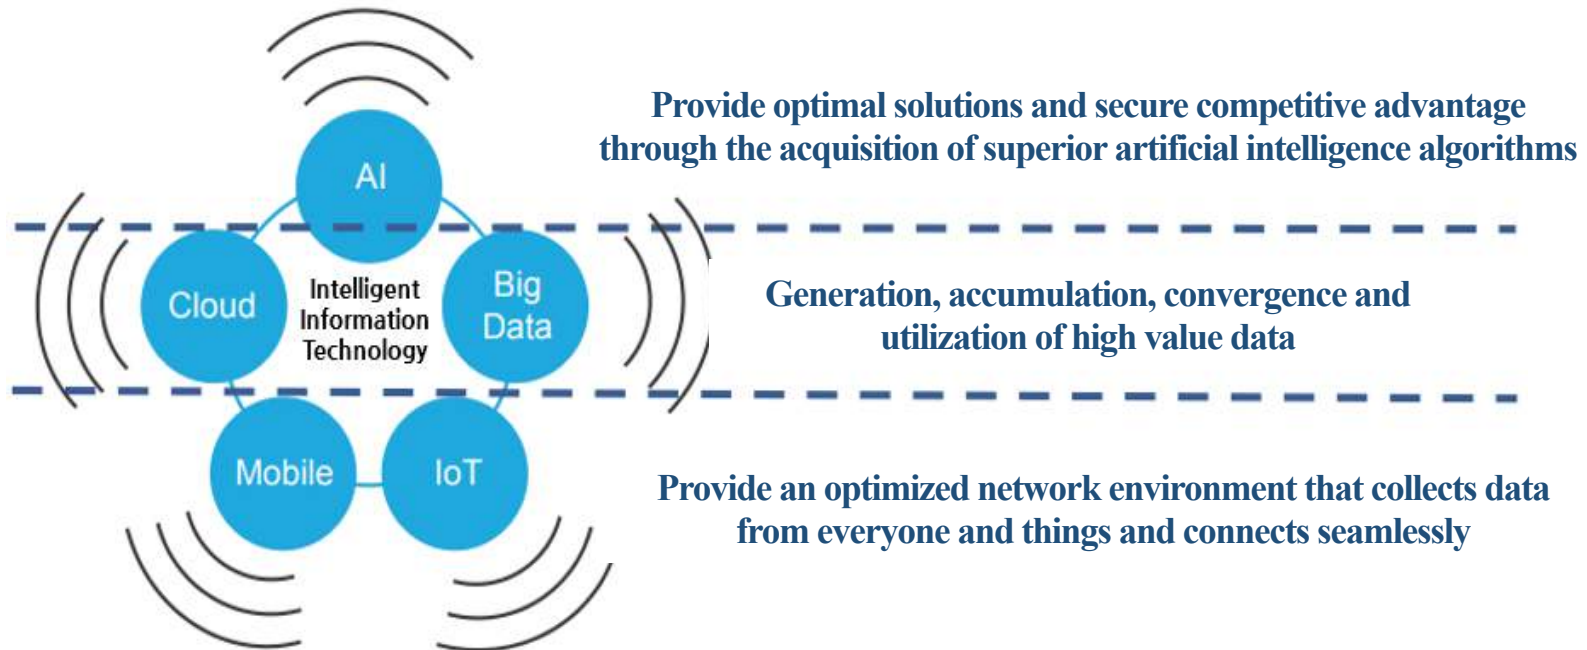 AI
Provide optimal solutions and secure competitive advantage
through the acquisition of superior artificial intelligence algorithms
Cloud
Intelligent
Information
Technology
Big
Data
Generation, accumulation, convergence and
utilization of high value data
Mobile
IoT
Provide an optimized network environment that collects data
from everyone and things and connects seamlessly